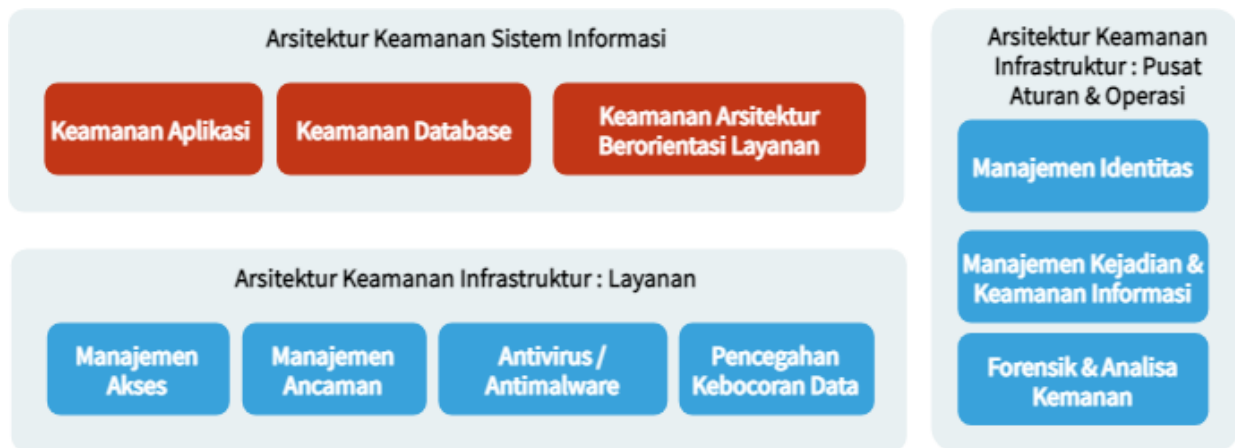 Arsitektur Keamanan Sistem Informasi
Keamanan Aplikasi
Keamanan Database
Keamanan Arsitektur
Berorientasi Layanan
Arsitektur Keamanan Infrastruktur : Layanan
Manajemen
Akses
Manajemen
Ancaman
Antivirus /
Antimalware
Pencegahan
Kebocoran Data
Arsitektur Keamanan
Infrastruktur : Pusat
Aturan & Operasi
Manajemen Identitas
Manajemen Kejadian &
Keamanan Informasi
Forensik & Analisa
Kemanan